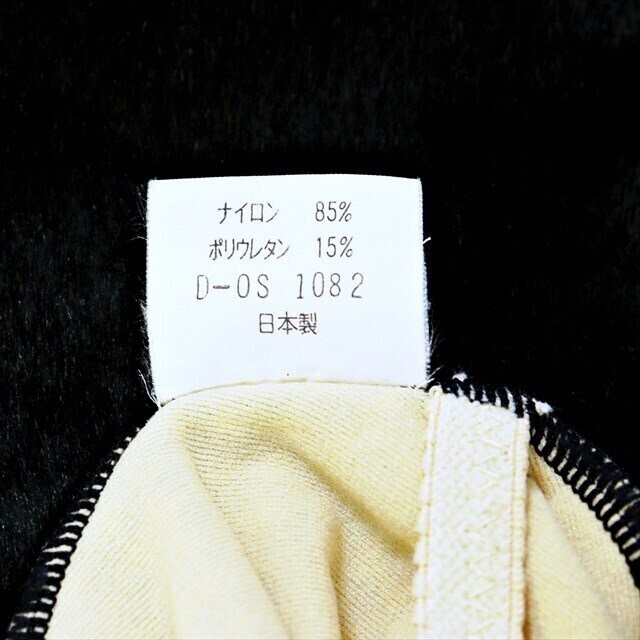 ナイロン 85%
ポリウレタン 15%
D-OS 1082
日本製